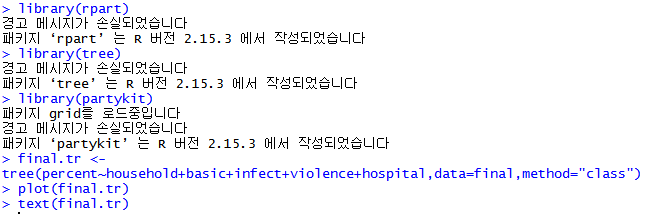 > library(rpart)
경고 메시지가 손실되었습니다
패키지 ‘rpart’ 는 R 버전 2.15.3 에서 작성되었습니다
> library(tree)
경고 메시지가 손실되었습니다
패키지 ‘tree’ 는 R 버전 2.15.3 에서 작성되었습니다
> library(partykit)
패키지 grid를 로드중입니다
경고 메시지가 손실되었습니다
패키지 ‘partykit’ 는 R 버전 2.15.3 에서 작성되었습니다
> final.tr <-
tree(percent~household+basic+infect+violence+hospital,data=final,method="class")
> plot(final.tr)
> text(final.tr)